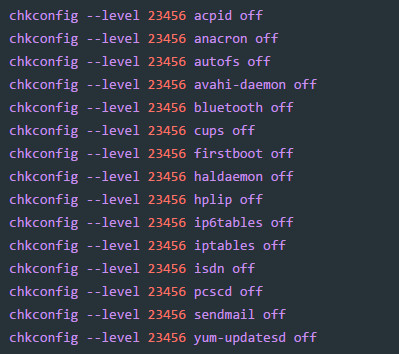 chkconfig --level 23456 acpid off
chkconfig --level 23456 anacron off
chkconfig --level 23456 autofs off
chkconfig --level 23456 avahi-daemon off
chkconfig --level 23456 bluetooth off
chkconfig --level 23456 cups off
chkconfig --level 23456 firstboot off
chkconfig --level 23456 haldaemon off
chkconfig --level 23456 hplip off
chkconfig --level 23456 ip6tables off
chkconfig --level 23456 iptables off
chkconfig --level 23456 isdn off
chkconfig --level 23456 pcscd off
chkconfig --level 23456 sendmail off
chkconfig --level 23456 yum-updatesd off